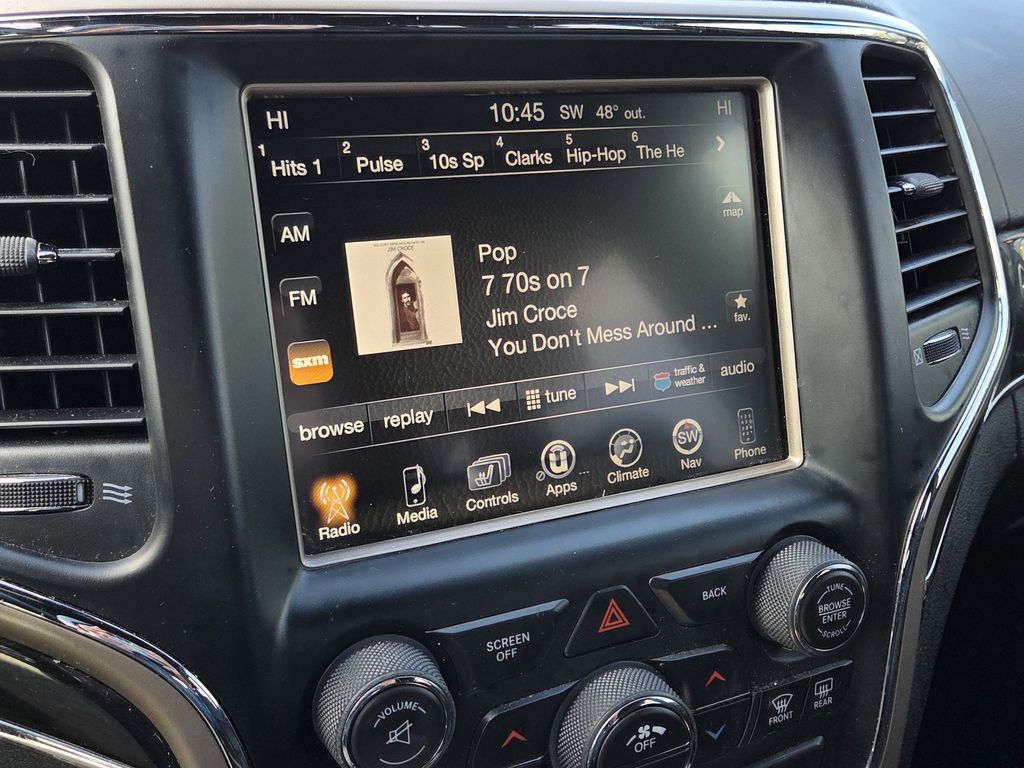 HI 10:45 SW 48° out. HI
1 Hits 1 2 Pulse 3 10s Sp 4 Clarks 5 Hip-Hop 6 The He
map
AM
JIM CROCE
Pop
7 70s on 7
FM
Jim Croce
fav.
You Don't Mess Around ...
sxm
browse replay tune traffic & weather audio
Radio Media Controls Apps Climate SW Nav Phone
BACK
TUNE
BROWSE
ENTER
SCROLL
SCREEN
OFF
VOLUME
OFF
FRONT
REAR